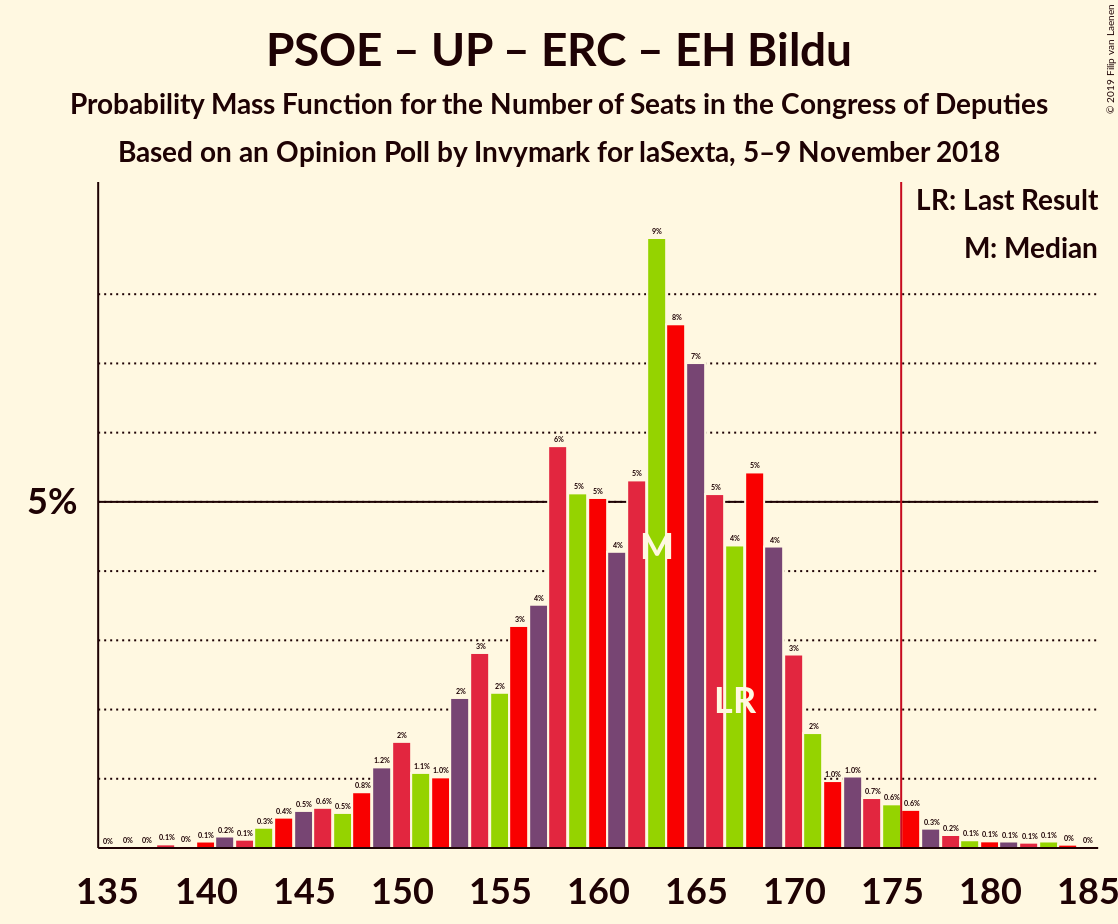 PSOE – UP – ERC – EH Bildu
Probability Mass Function for the Number of Seats in the Congress of Deputies
Based on an Opinion Poll by Invymark for laSexta, 5–9 November 2018
© 2019 Filip van Laenen
LR: Last Result
M: Median
5%
0% 0% 0% 0.1% 0% 0.1% 0.2% 0.1% 0.3% 0.4% 0.5% 0.6% 0.5% 0.8% 1.2% 2% 1.1% 1.0% 2% 3% 2% 3% 4% 6% 5% 5% 4% 5% 9% 8% 7% 5% 4% 5% 4% 3% 2% 1.0% 1.0% 0.7% 0.6% 0.6% 0.3% 0.2% 0.1% 0.1% 0.1% 0.1% 0.1% 0% 0%
M
LR
135 140 145 150 155 160 165 170 175 180 185